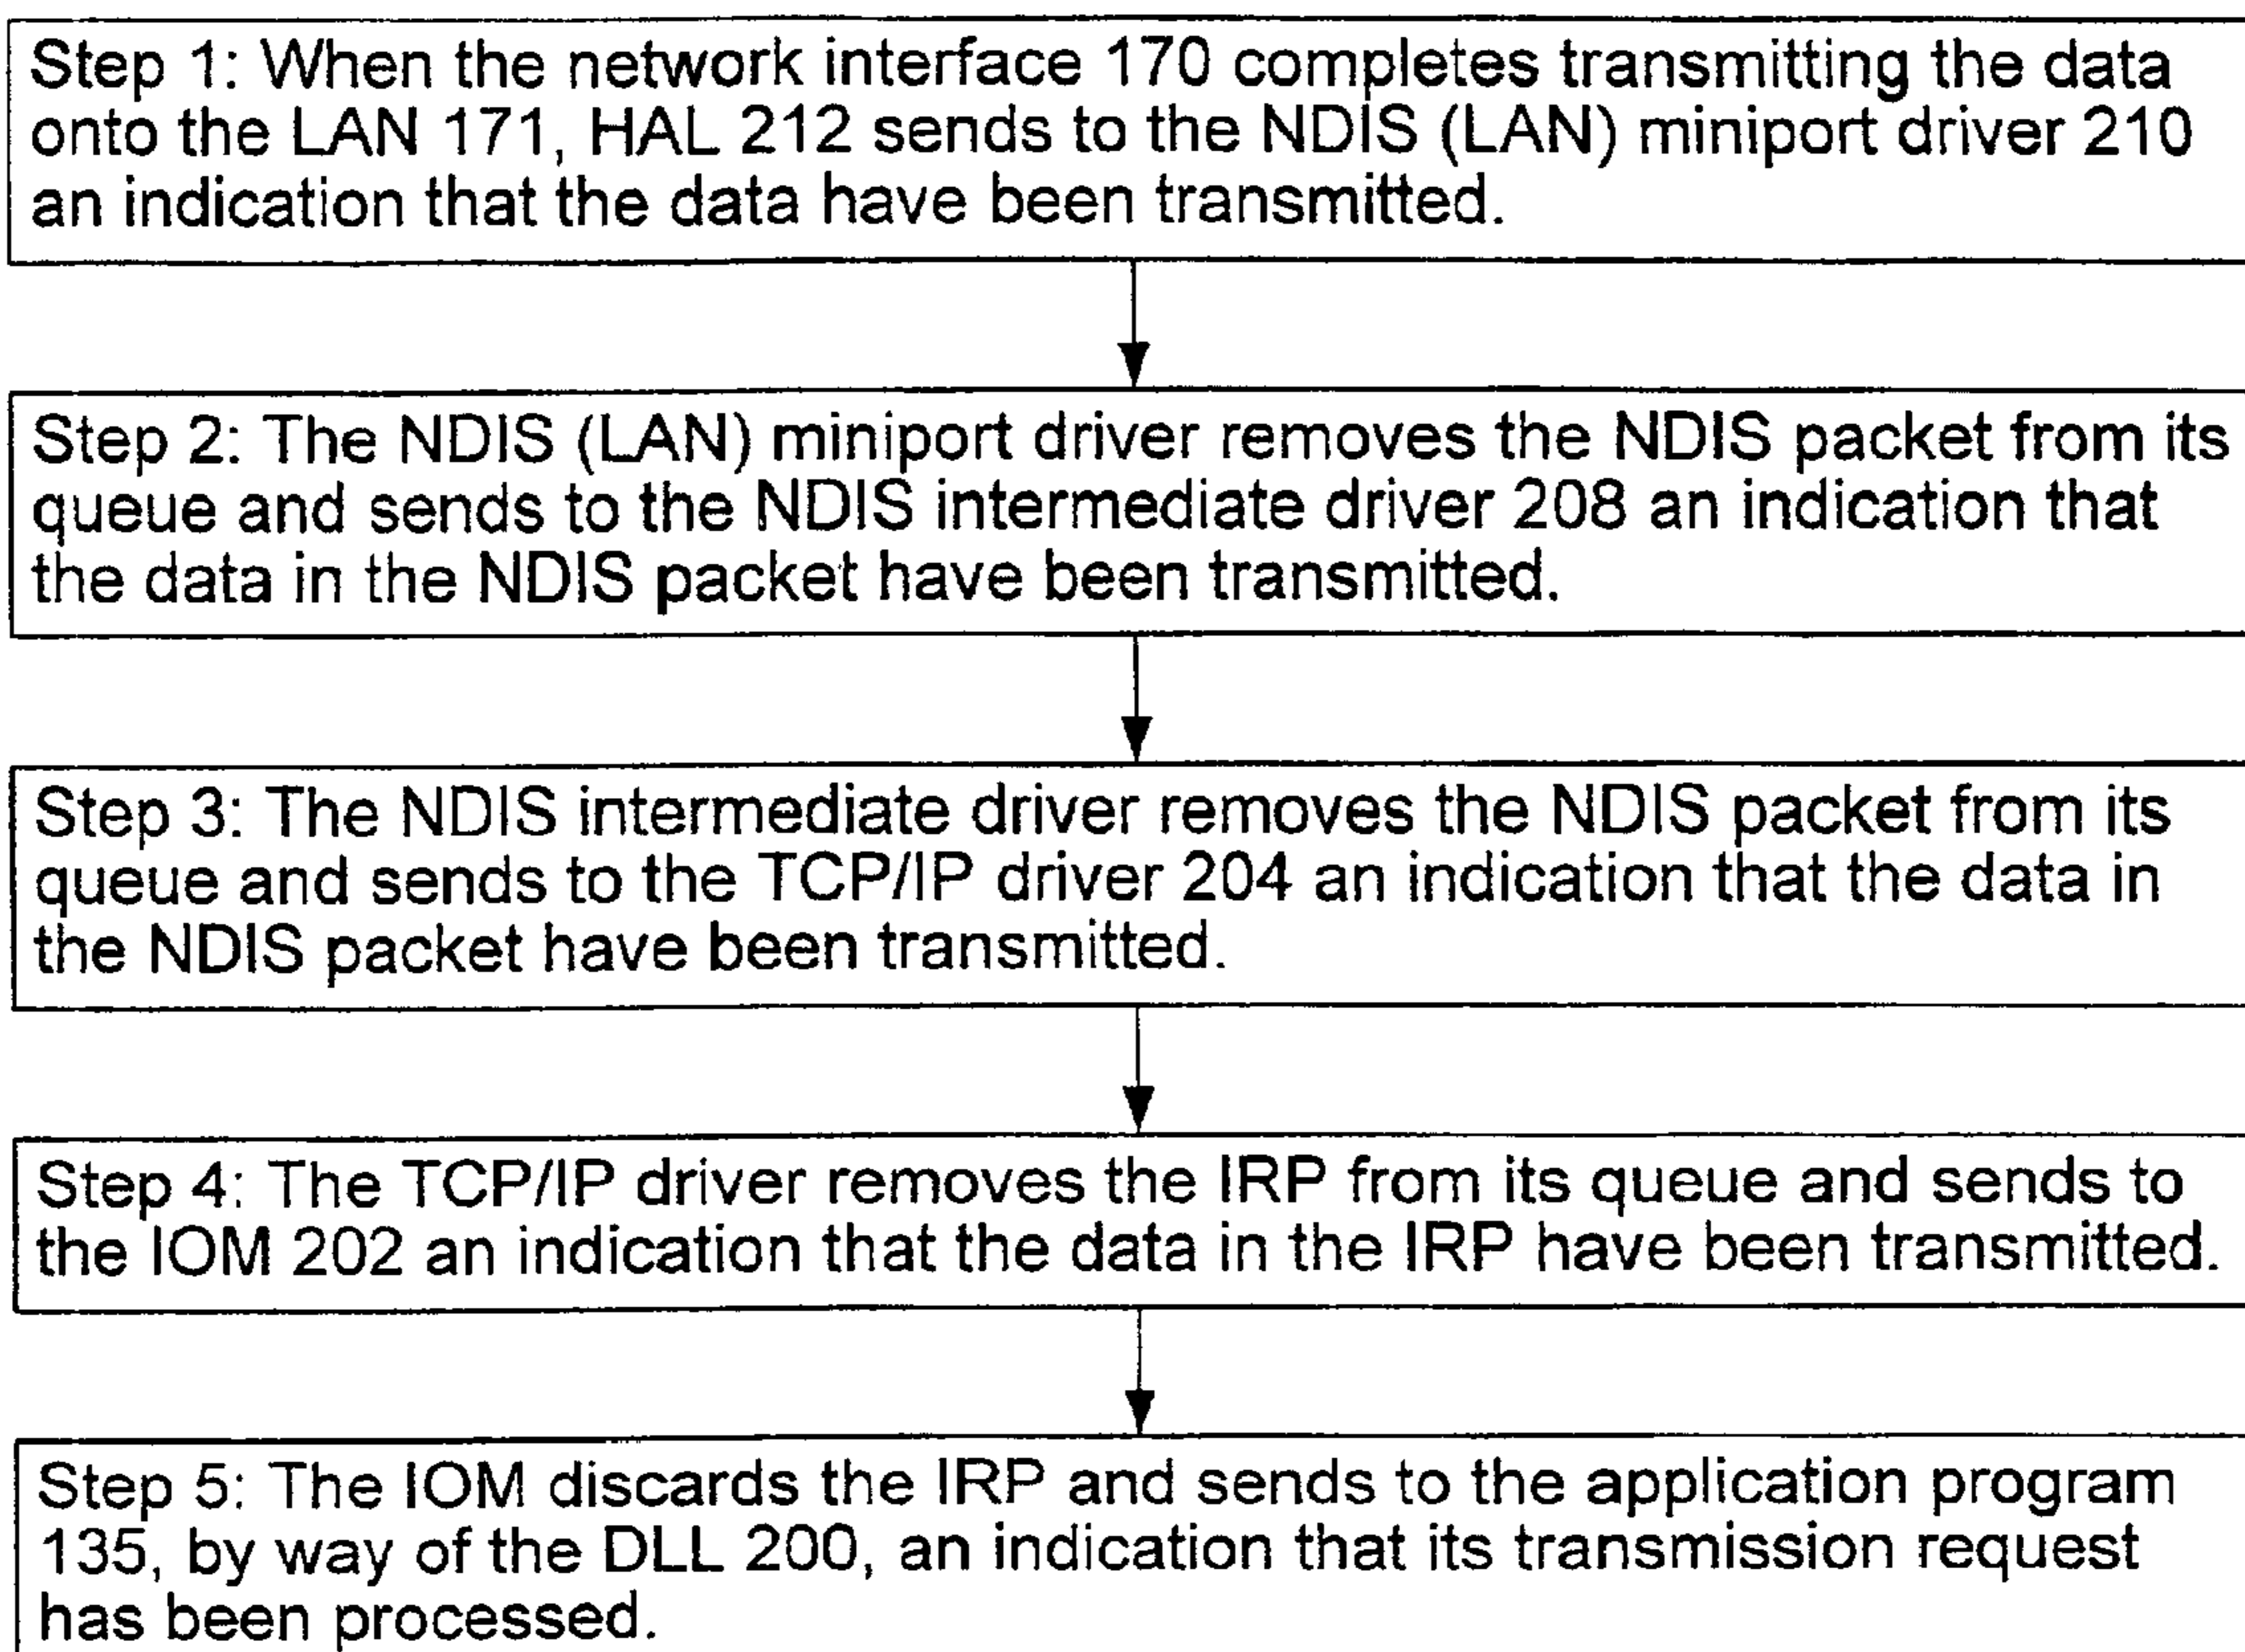 Step 1: When the network interface 170 completes transmitting the data
onto the LAN 171, HAL 212 sends to the NDIS (LAN) miniport driver 210
an indication that the data have been transmitted.
Step 2: The NDIS (LAN) miniport driver removes the NDIS packet from its
queue and sends to the NDIS intermediate driver 208 an indication that
the data in the NDIS packet have been transmitted.
Step 3: The NDIS intermediate driver removes the NDIS packet from its
queue and sends to the TCP/IP driver 204 an indication that the data in
the NDIS packet have been transmitted.
Step 4: The TCP/IP driver removes the IRP from its queue and sends to
the IOM 202 an indication that the data in the IRP have been transmitted.
Step 5: The IOM discards the IRP and sends to the application program
135, by way of the DLL 200, an indication that its transmission request
has been processed.